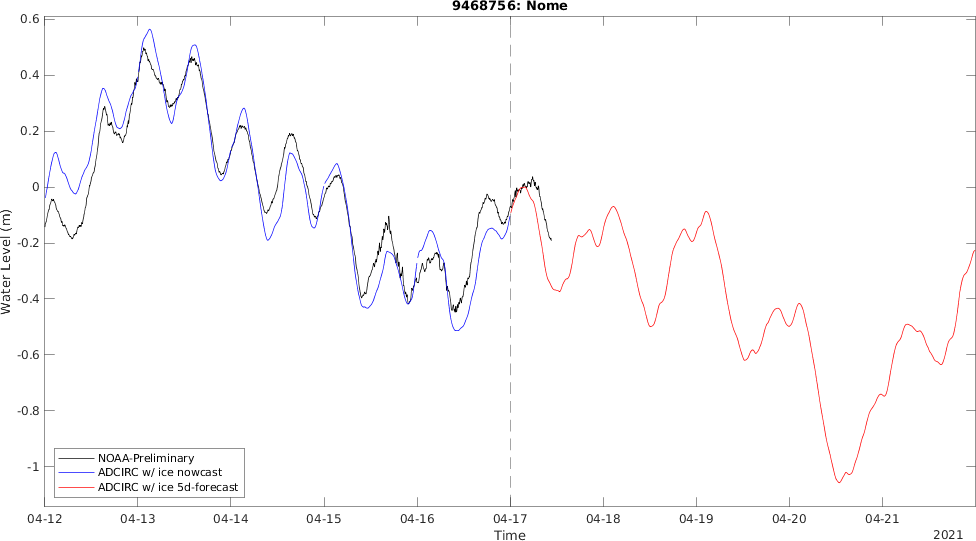 9468756: Nome
0.6
0.4
0.2
0
-0.2
-0.4
-0.6
-0.8
-1
Water Level (m)
NOAA-Preliminary
ADCIRC w/ ice nowcast
ADCIRC w/ ice 5d-forecast
04-12 04-13 04-14 04-15 04-16 04-17 04-18 04-19 04-20 04-21
Time
2021